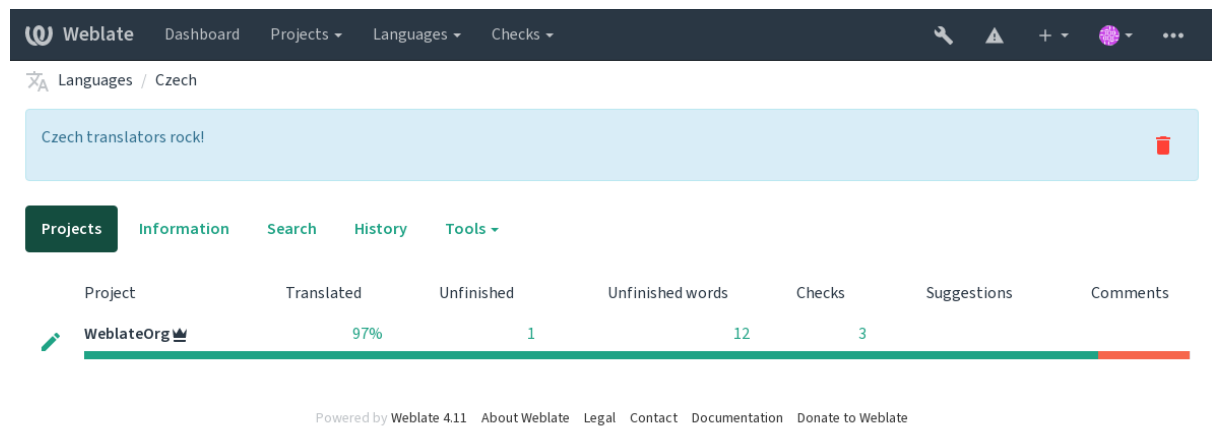 Weblate Dashboard Projects Languages Checks
Languages / Czech
Czech translators rock!
Projects Information Search History Tools
Project Translated Unfinished Unfinished words Checks Suggestions Comments
WeblateOrg 97% 1 12 3
Powered by Weblate 4.11 About Weblate Legal Contact Documentation Donate to Weblate